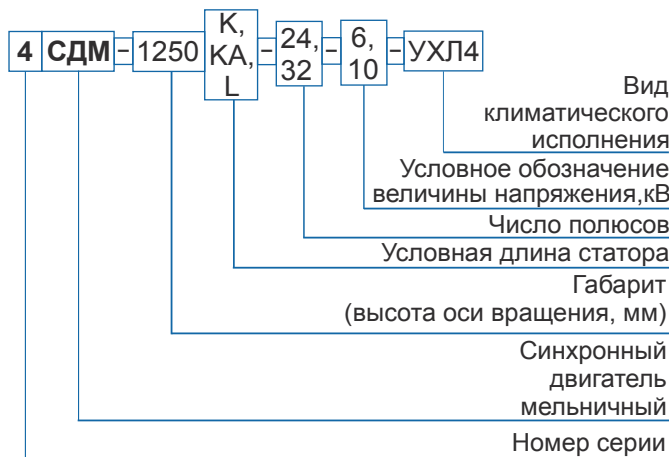 4 СДМ – 1250 К, КА, L – 24, 32 – 6, 10 – УХЛ4
Вид
климатического
исполнения
Условное обозначение
величины напряжения,кВ
Число полюсов
Условная длина статора
Габарит
(высота оси вращения, мм)
Синхронный
двигатель
мельничный
Номер серии